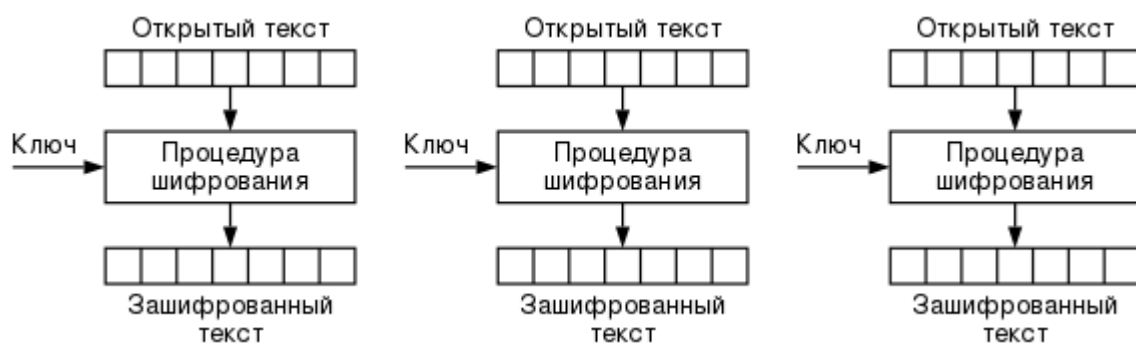 Открытый текст Открытый текст Открытый текст
Ключ Процедура Ключ Процедура Ключ Процедура
шифрования шифрования шифрования
Зашифрованный Зашифрованный Зашифрованный
текст текст текст